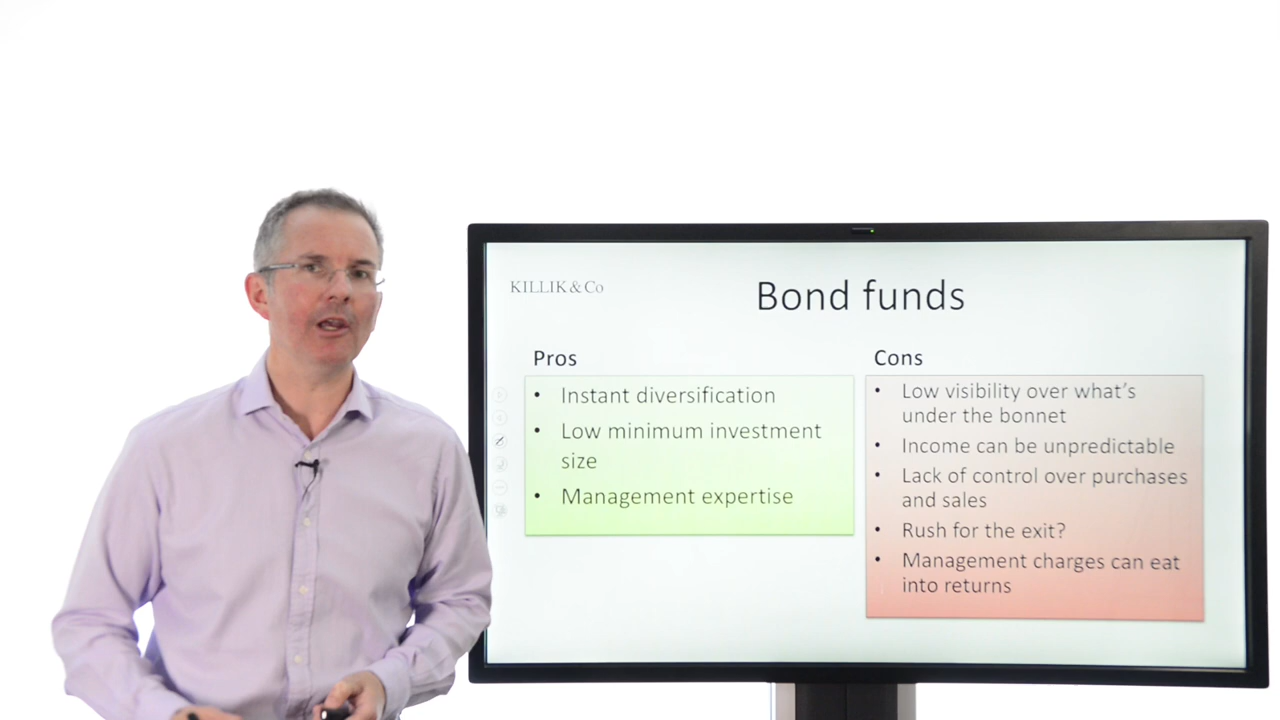 KILLIK & Co
Bond funds
Pros
• Instant diversification
• Low minimum investment
size
• Management expertise
Cons
• Low visibility over what's
under the bonnet
• Income can be unpredictable
• Lack of control over purchases
and sales
• Rush for the exit?
• Management charges can eat
into returns